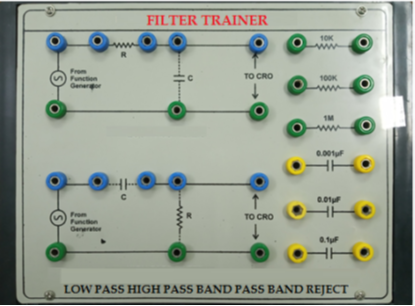 FILTER TRAINER
R
From
Function
Generator
C
TO CRO
10K
100K
1M
0.001µF
C
From
Function
Generator
R
TO CRO
0.01µF
0.1µF
LOW PASS HIGH PASS BAND PASS BAND REJECT